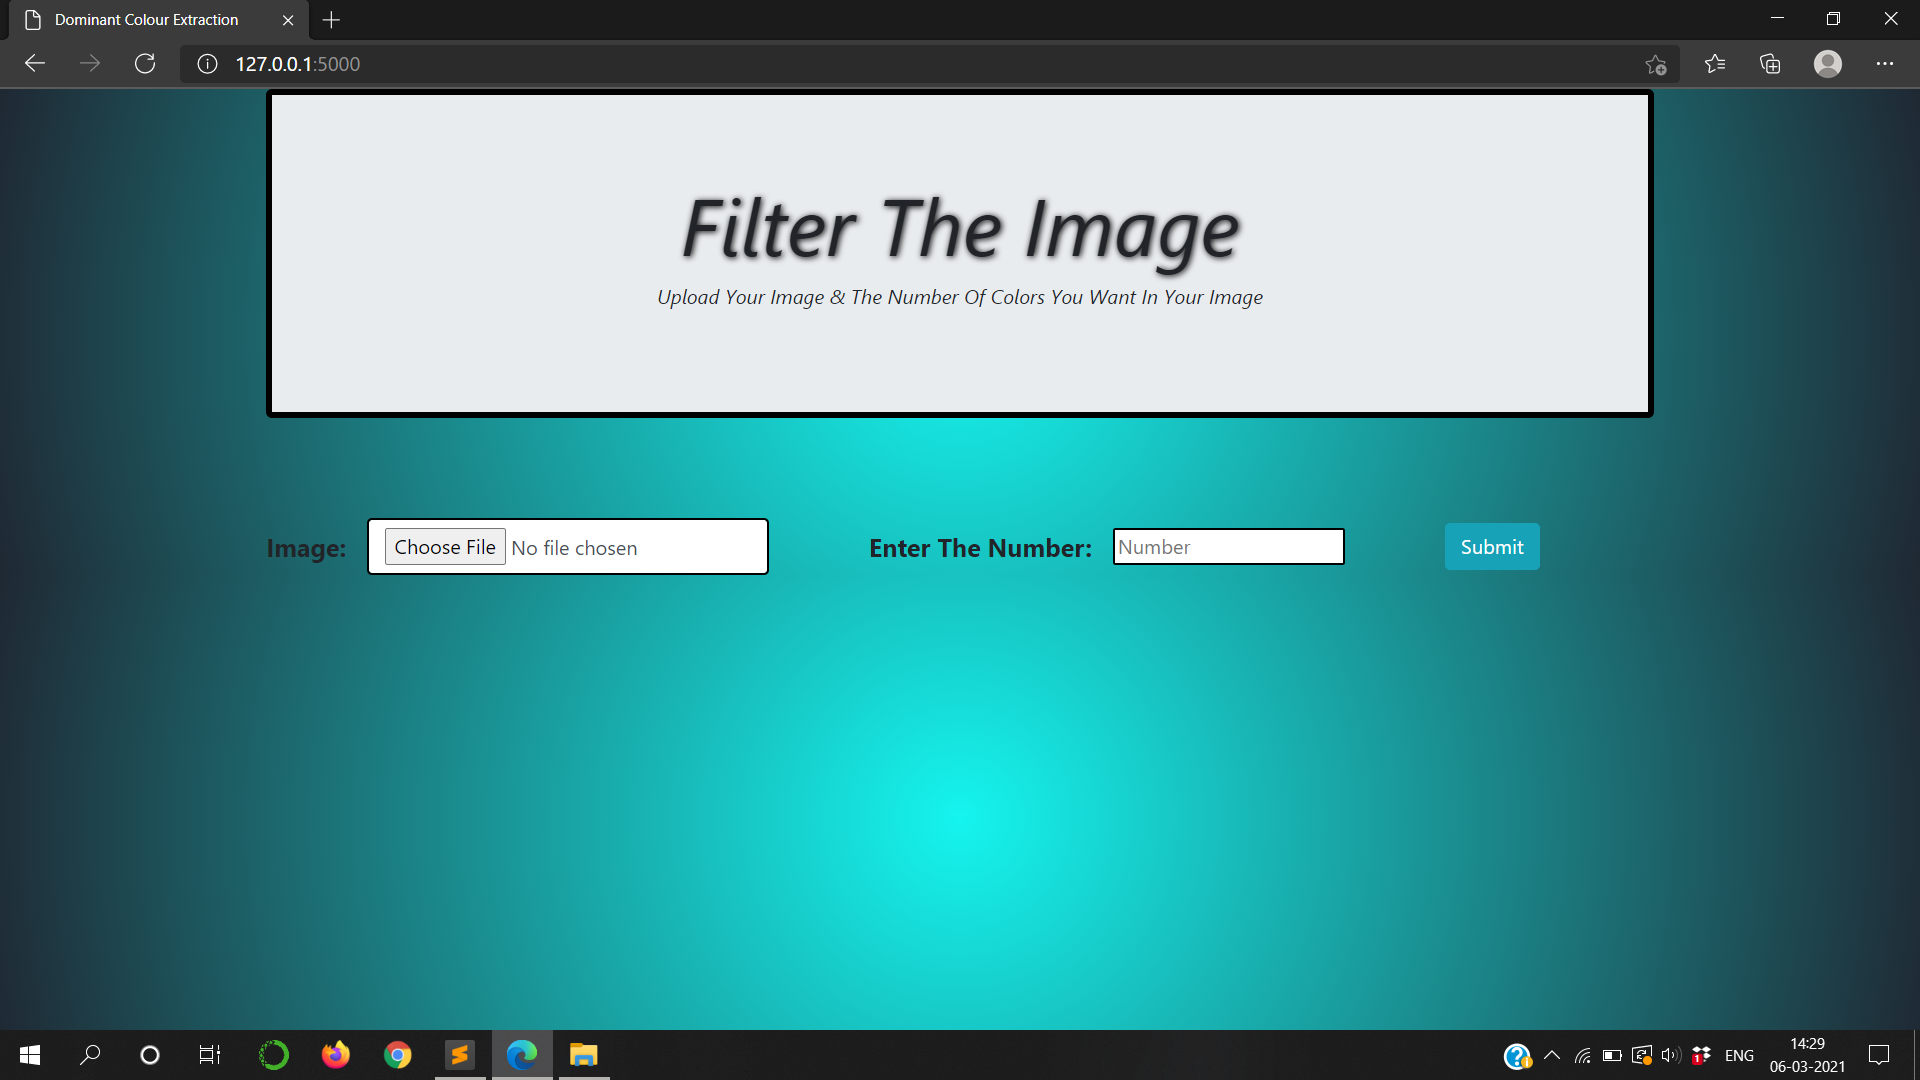 Dominant Colour Extraction
127.0.0.1:5000
Filter The Image
Upload Your Image & The Number Of Colors You Want In Your Image
Image: Choose File No file chosen Enter The Number: Number Submit
1 ENG 14:29
06-03-2021